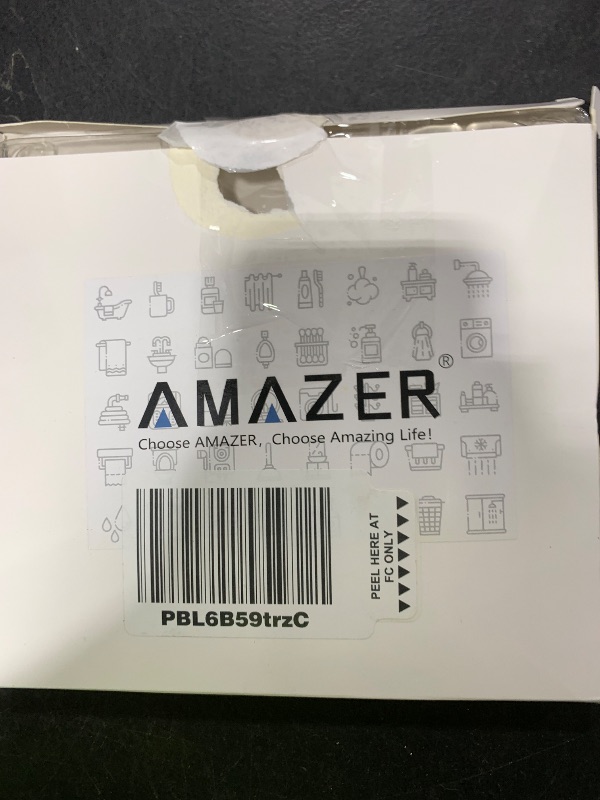 AMAZER®
Choose AMAZER, Choose Amazing Life!
PEEL HERE AT
FC ONLY
PBL6B59trzC